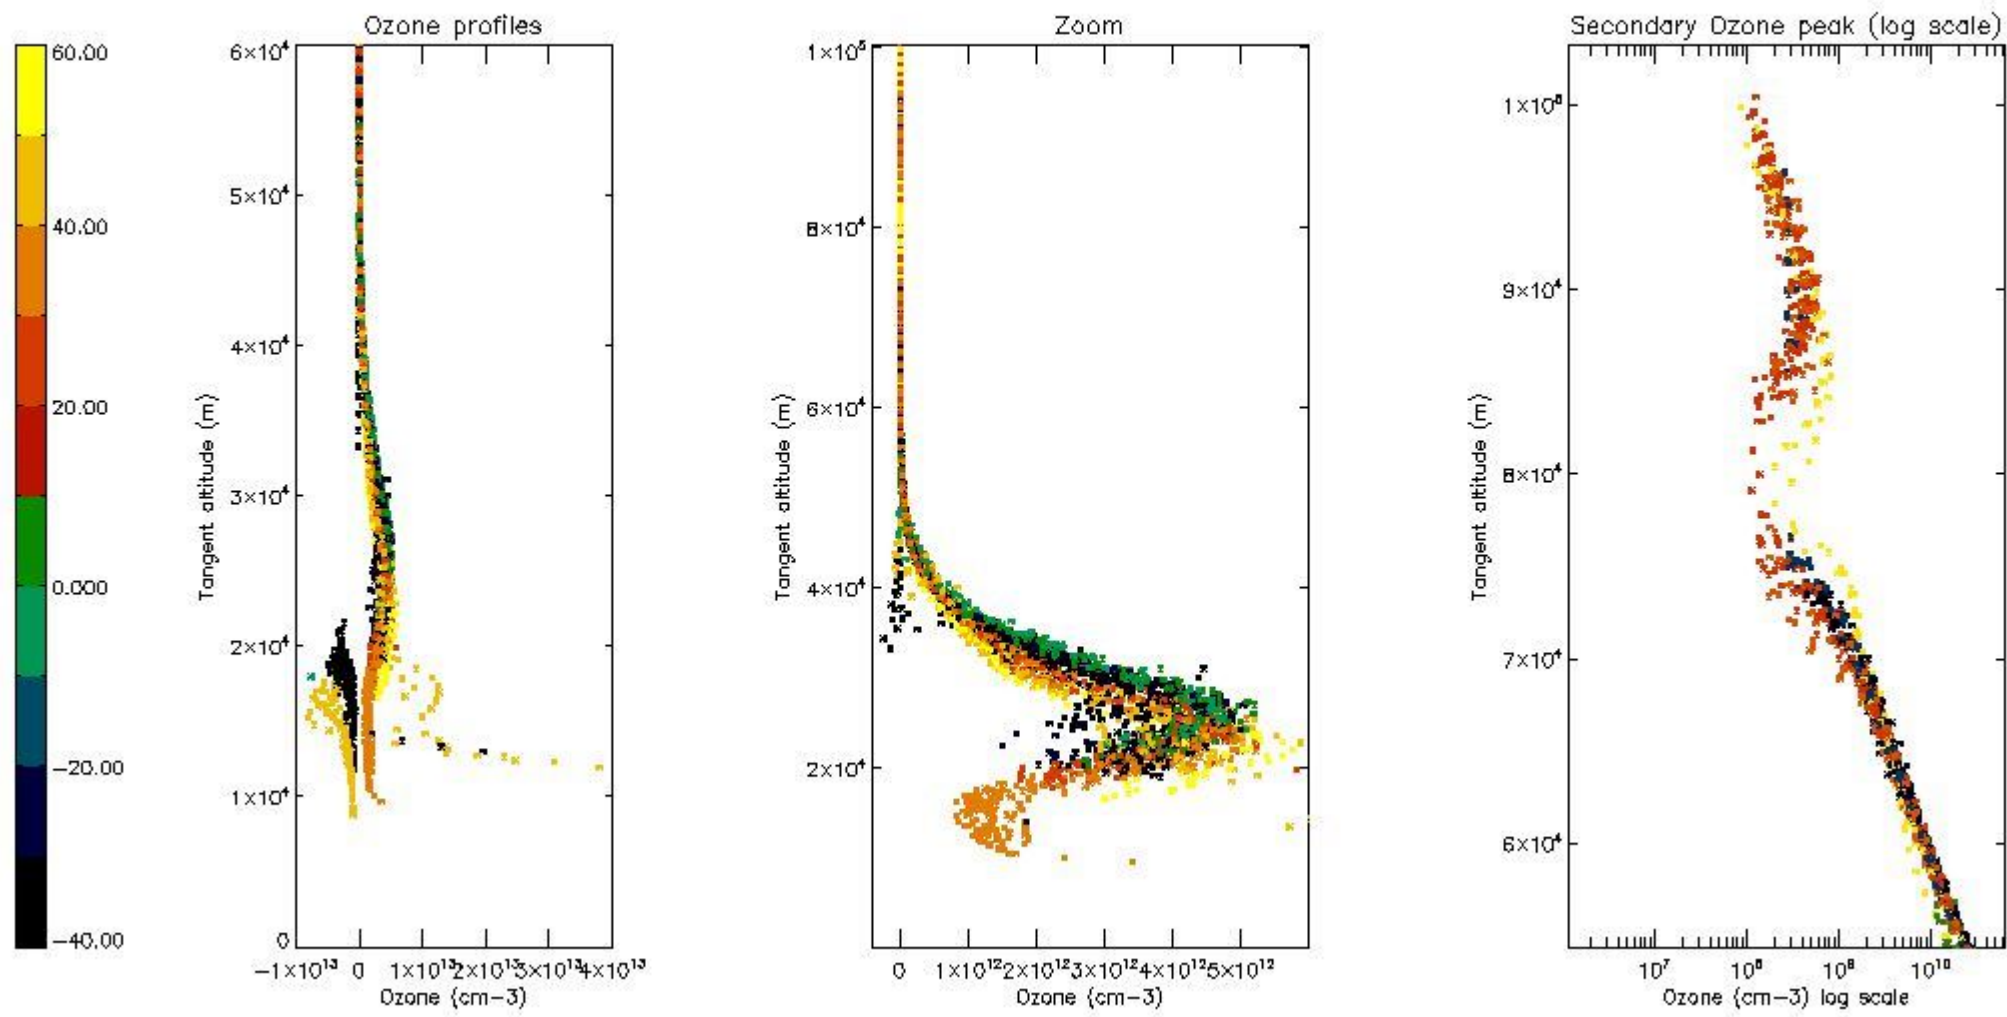 Ozone profiles
Zoom
Secondary Ozone peak (log scale)
60.00
40.00
20.00
0.000
−20.00
−40.00
Tangent altitude (m)
6×10⁴
5×10⁴
4×10⁴
3×10⁴
2×10⁴
1×10⁴
0
−1×10¹³ 0 1×10¹³ 2×10¹³ 3×10¹³ 4×10¹³
Ozone (cm−3)
Tangent altitude (m)
1×10⁵
8×10⁴
6×10⁴
4×10⁴
2×10⁴
0 1×10¹² 2×10¹² 3×10¹² 4×10¹² 5×10¹²
Ozone (cm−3)
Tangent altitude (m)
1×10⁵
9×10⁴
8×10⁴
7×10⁴
6×10⁴
10⁷ 10⁸ 10⁹ 10¹⁰
Ozone (cm−3) log scale